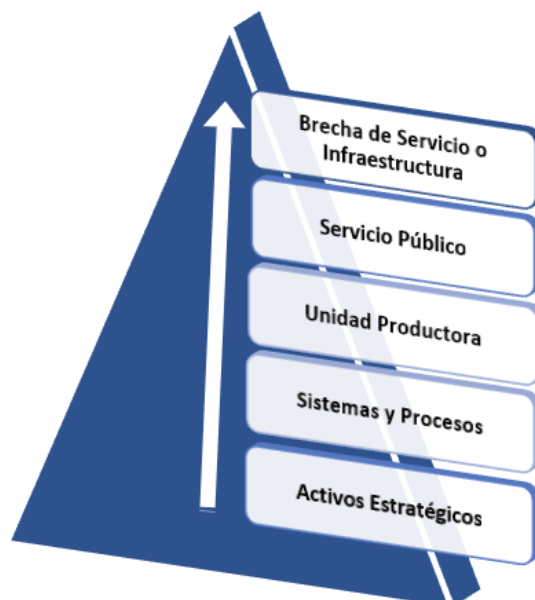 Brecha de Servicio o
Infraestructura
Servicio Público
Unidad Productora
Sistemas y Procesos
Activos Estratégicos